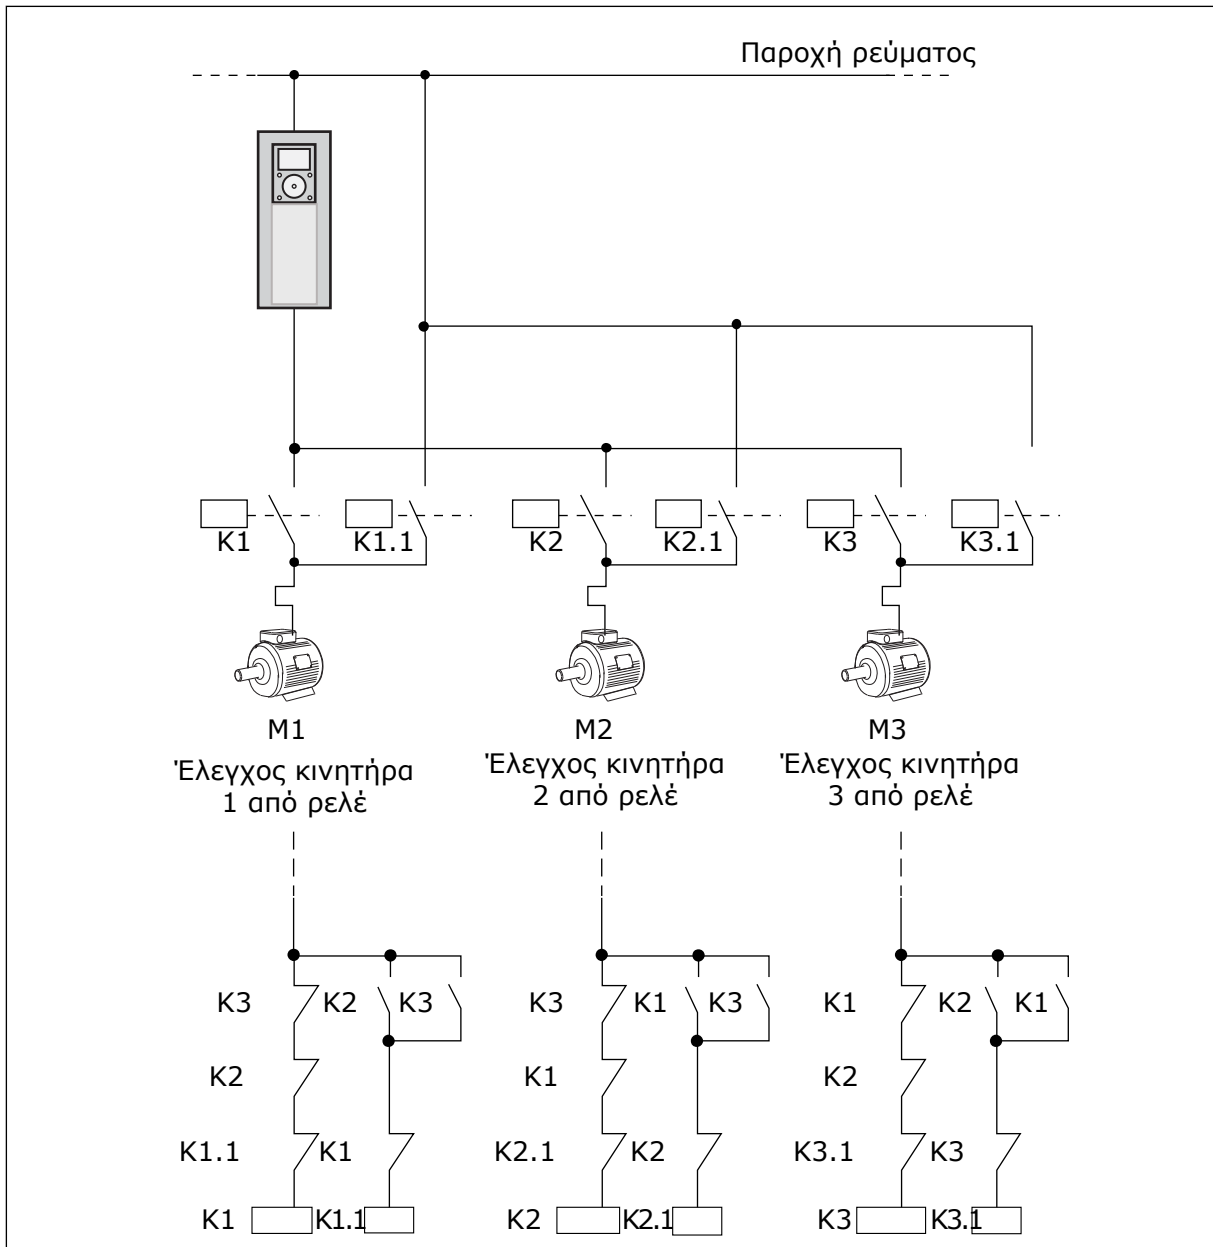 Παροχή ρεύματος
K1 K1.1 K2 K2.1 K3 K3.1
M1 M2 M3
Έλεγχος κινητήρα
1 από ρελέ
Έλεγχος κινητήρα
2 από ρελέ
Έλεγχος κινητήρα
3 από ρελέ
K3 K2 K3 K3 K1 K3 K1 K2 K1
K2 K1 K2
K1.1 K1 K2.1 K2 K3.1 K3
K1 K1.1 K2 K2.1 K3 K3.1